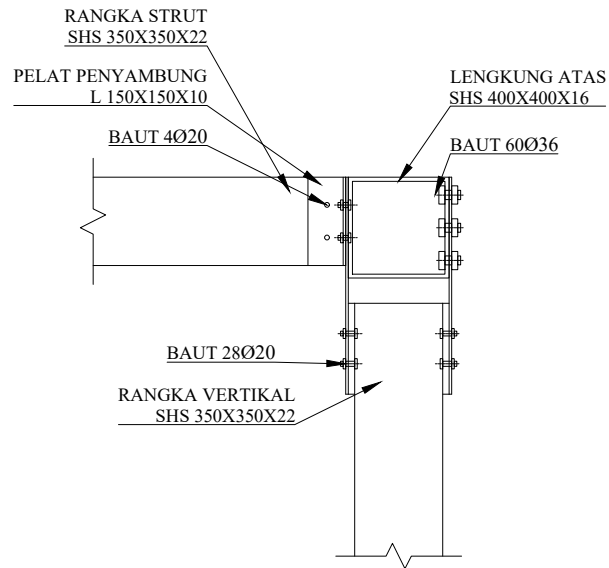 RANGKA STRUT
SHS 350X350X22
PELAT PENYAMBUNG
L 150X150X10
BAUT 4Ø20
LENGKUNG ATAS
SHS 400X400X16
BAUT 60Ø36
BAUT 28Ø20
RANGKA VERTIKAL
SHS 350X350X22